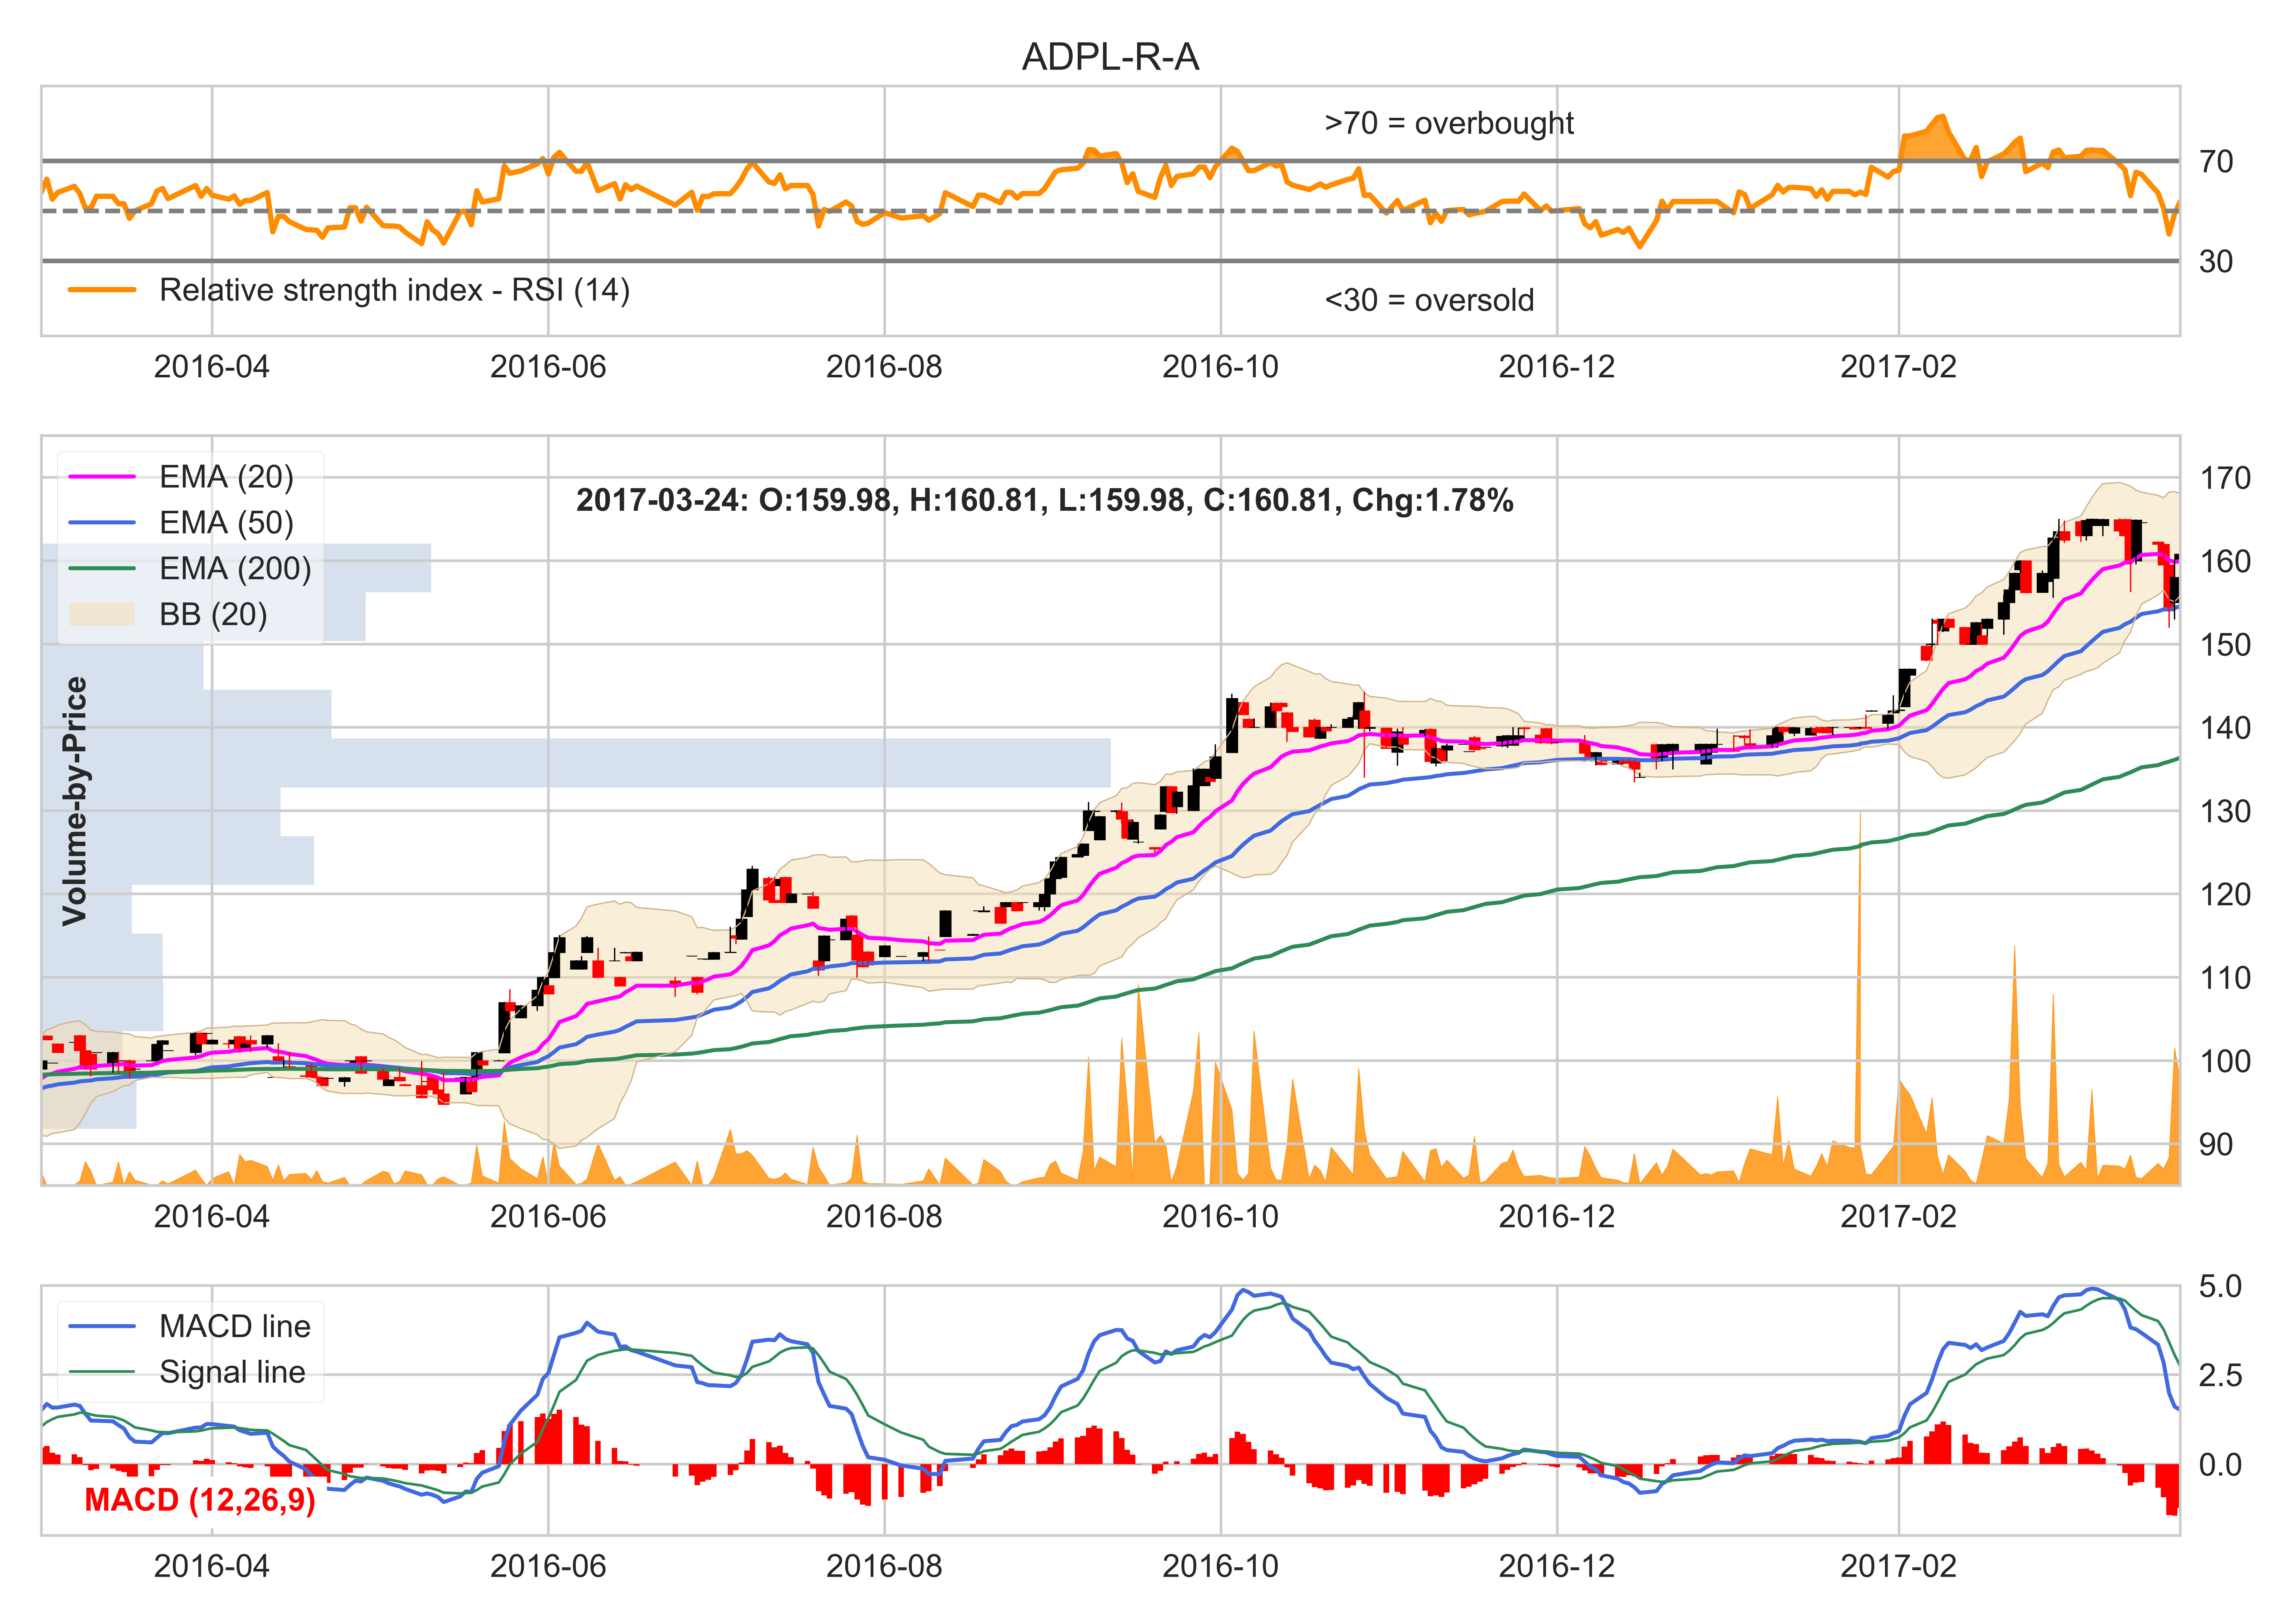 ADPL-R-A
>70 = overbought
70
30
Relative strength index - RSI (14)
<30 = oversold
2016-04 2016-06 2016-08 2016-10 2016-12 2017-02
EMA (20)
EMA (50)
EMA (200)
BB (20)
2017-03-24: O:159.98, H:160.81, L:159.98, C:160.81, Chg:1.78%
Volume-by-Price
170
160
150
140
130
120
110
100
90
2016-04 2016-06 2016-08 2016-10 2016-12 2017-02
MACD line
Signal line
MACD (12,26,9)
5.0
2.5
0.0
2016-04 2016-06 2016-08 2016-10 2016-12 2017-02